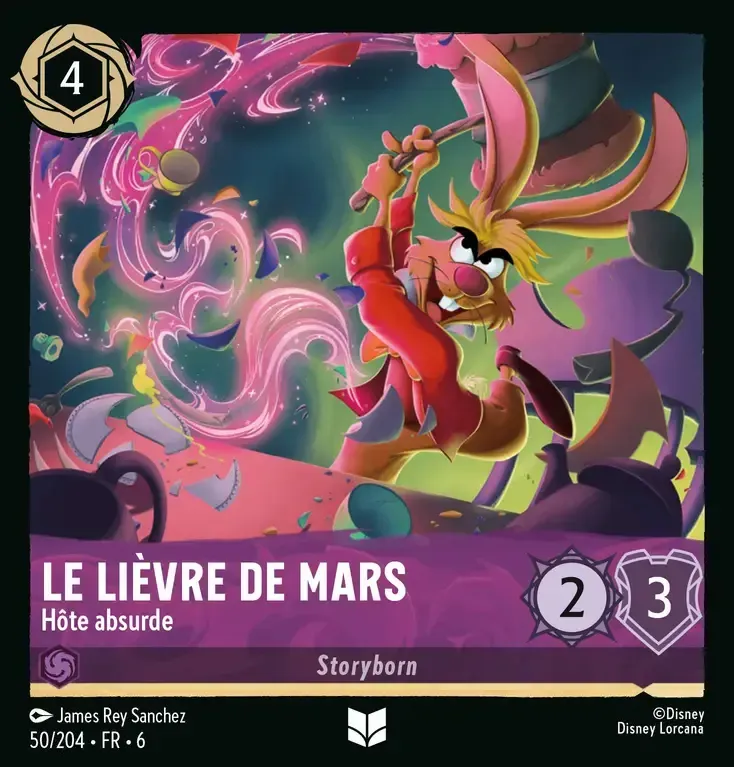 4
LE LIÈVRE DE MARS
Hôte absurde
2
3
Storyborn
James Rey Sanchez
50/204 • FR • 6
©Disney
Disney Lorcana